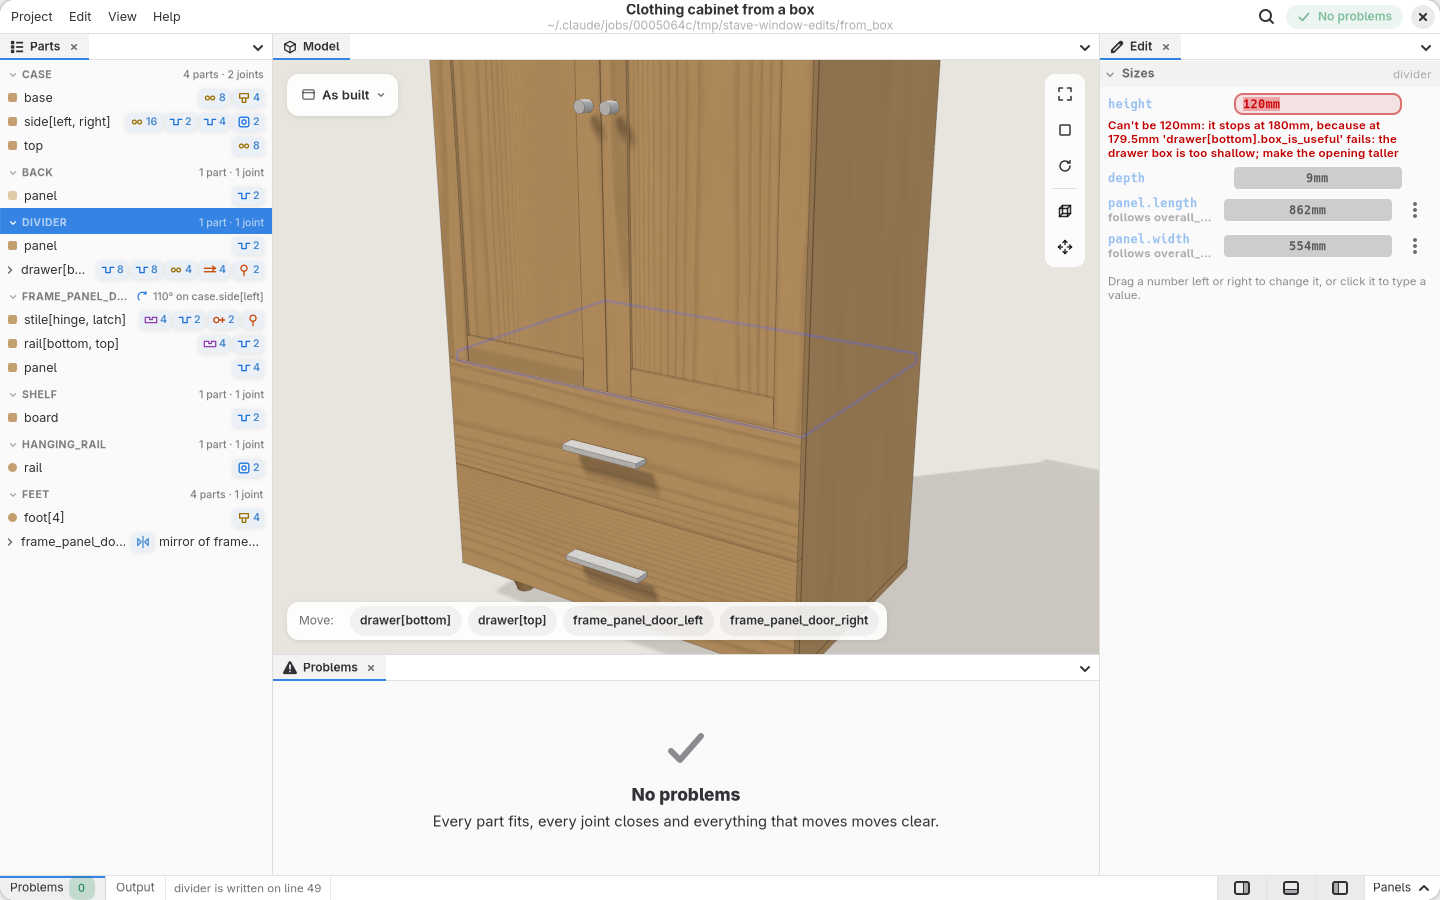 Project Edit View Help
Clothing cabinet from a box
~/.claude/jobs/0005064c/tmp/stave-window-edits/from_box
No problems
Parts
Model
Edit
CASE 4 parts · 2 joints
base 8 4
side[left, right] 16 2 4 2
top 8
BACK 1 part · 1 joint
panel 2
DIVIDER 1 part · 1 joint
panel 2
drawer[b... 8 8 4 4 2
FRAME_PANEL_D... 110° on case.side[left]
stile[hinge, latch] 4 2 2
rail[bottom, top] 4 2
panel 4
SHELF 1 part · 1 joint
board 2
HANGING_RAIL 1 part · 1 joint
rail 2
FEET 4 parts · 1 joint
foot[4] 4
frame_panel_do... mirror of frame...
As built
Move: drawer[bottom] drawer[top] frame_panel_door_left frame_panel_door_right
Problems
No problems
Every part fits, every joint closes and everything that moves moves clear.
Sizes divider
height 120mm
Can't be 120mm: it stops at 180mm, because at
179.5mm 'drawer[bottom].box_is_useful' fails: the
drawer box is too shallow; make the opening taller
depth 9mm
panel.length 862mm
follows overall_...
panel.width 554mm
follows overall_...
Drag a number left or right to change it, or click it to type a
value.
Problems 0 Output divider is written on line 49
Panels